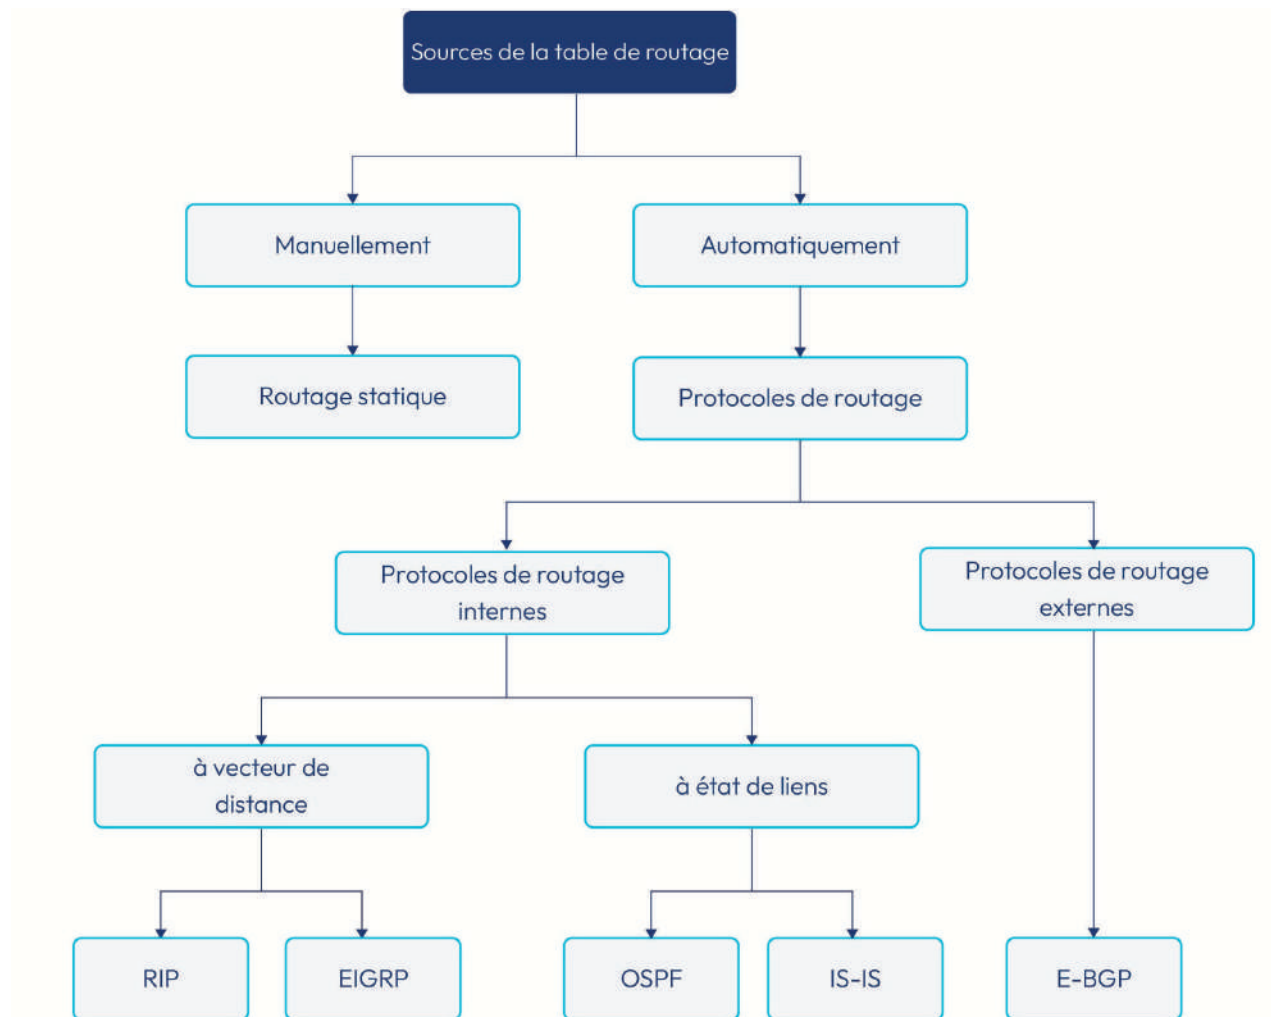 Sources de la table de routage
Manuellement
Automatiquement
Routage statique
Protocoles de routage
Protocoles de routage
internes
Protocoles de routage
externes
à vecteur de
distance
à état de liens
RIP
EIGRP
OSPF
IS-IS
E-BGP